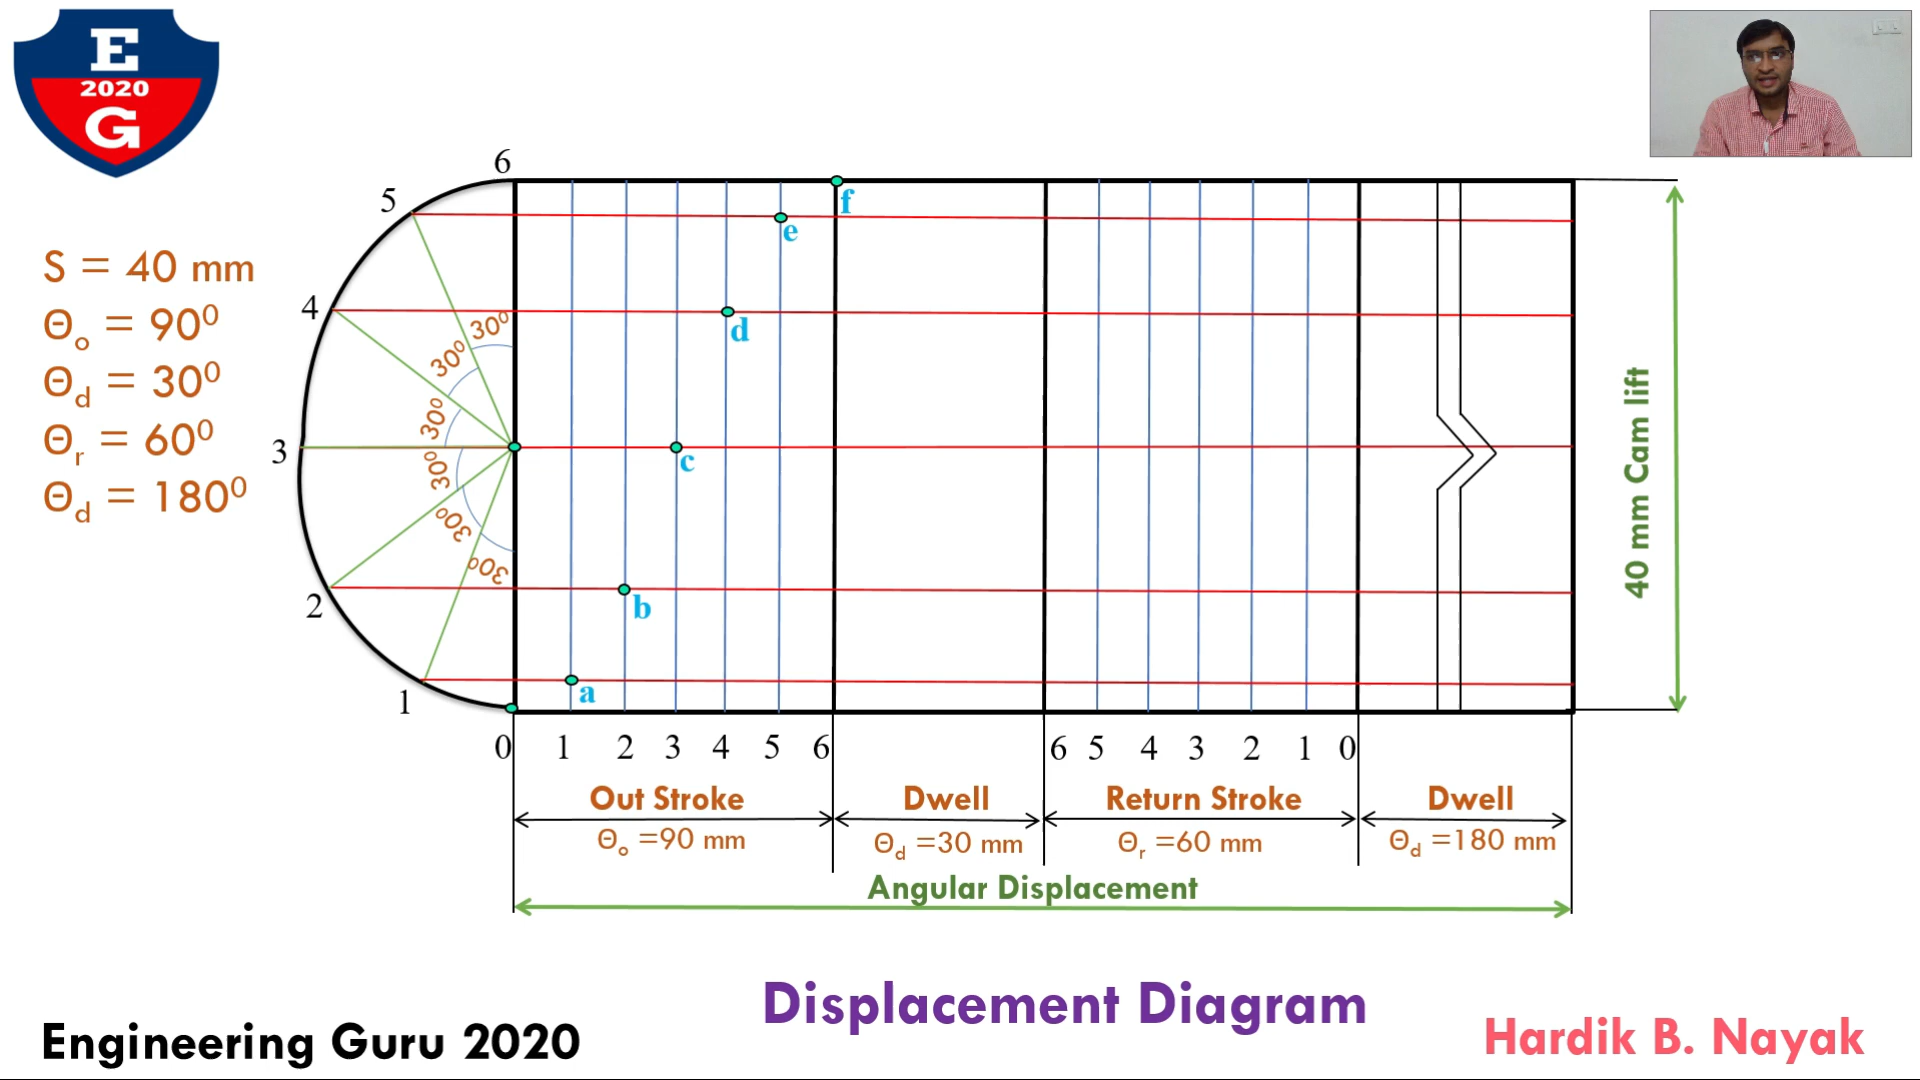 E
2020
G
S = 40 mm
Θo = 90⁰
Θd = 30⁰
Θr = 60⁰
Θd = 180⁰
6
5
4
3
2
1
30⁰
30⁰
30⁰
30⁰
30⁰
30⁰
f
e
d
c
b
a
40 mm Cam lift
0 1 2 3 4 5 6 6 5 4 3 2 1 0
Out Stroke Dwell Return Stroke Dwell
Θo =90 mm Θd =30 mm Θr =60 mm Θd =180 mm
Angular Displacement
Displacement Diagram
Engineering Guru 2020
Hardik B. Nayak